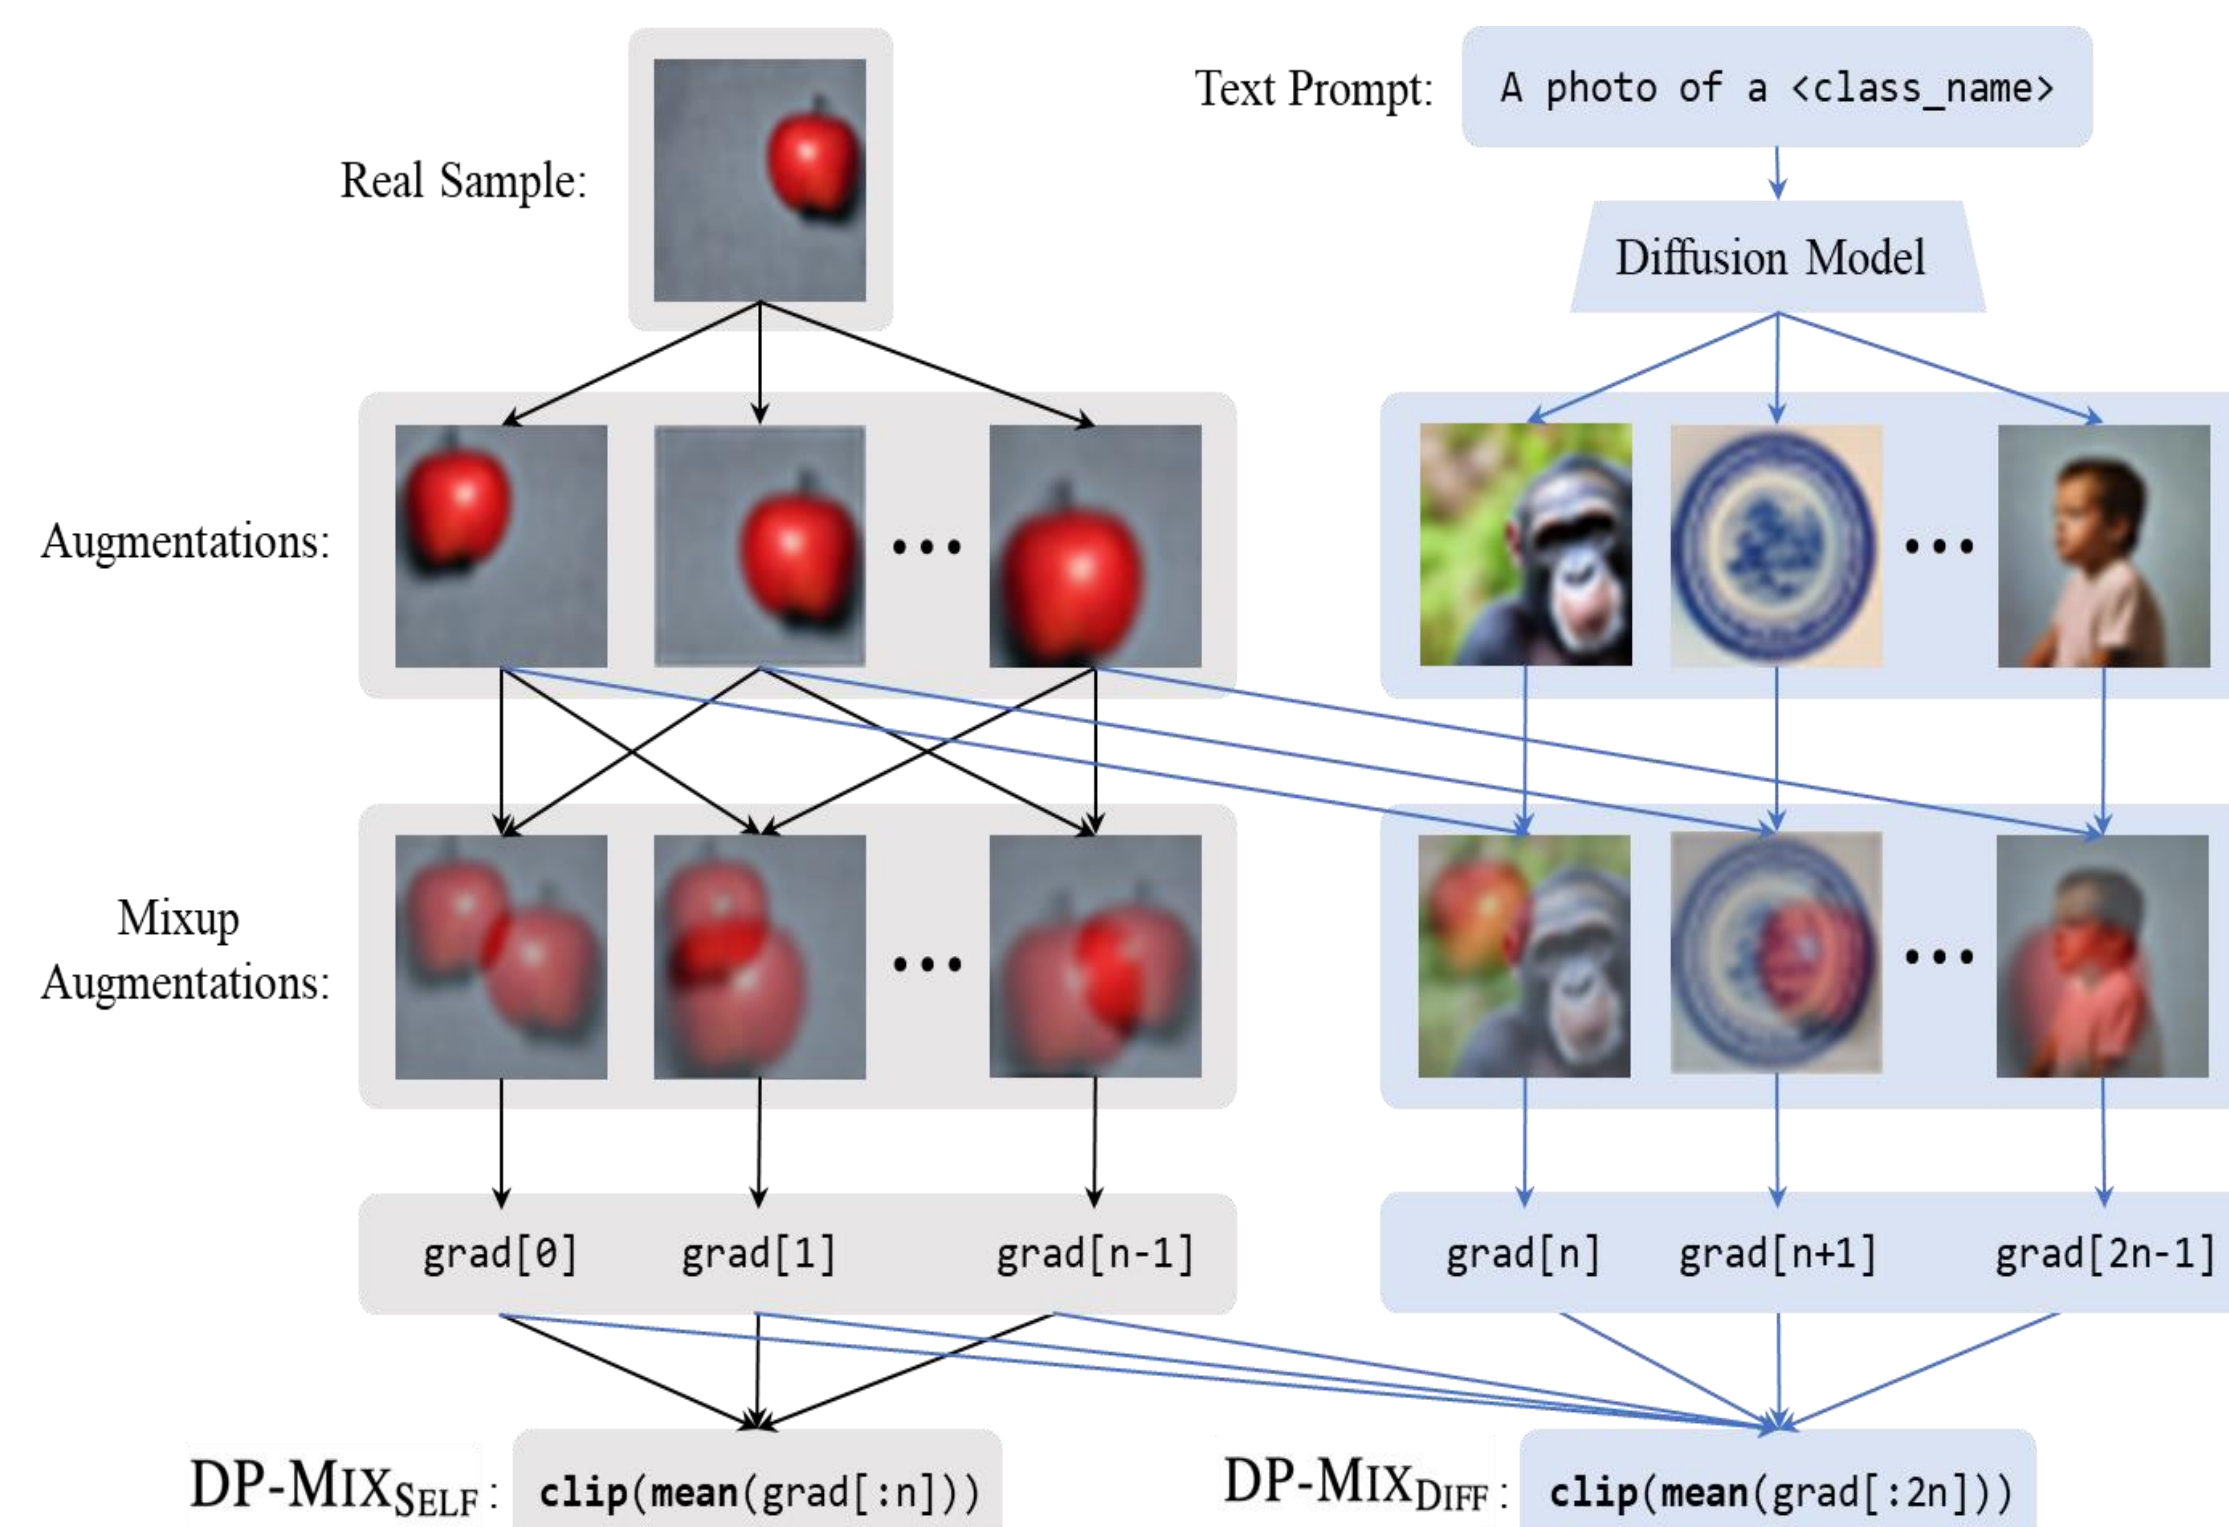 Text Prompt:
A photo of a <class_name>
Real Sample:
Diffusion Model
Augmentations:
Mixup
Augmentations:
grad[0] grad[1] grad[n-1] grad[n] grad[n+1] grad[2n-1]
DP-MIXSELF: clip(mean(grad[:n])) DP-MIXDIFF: clip(mean(grad[:2n]))